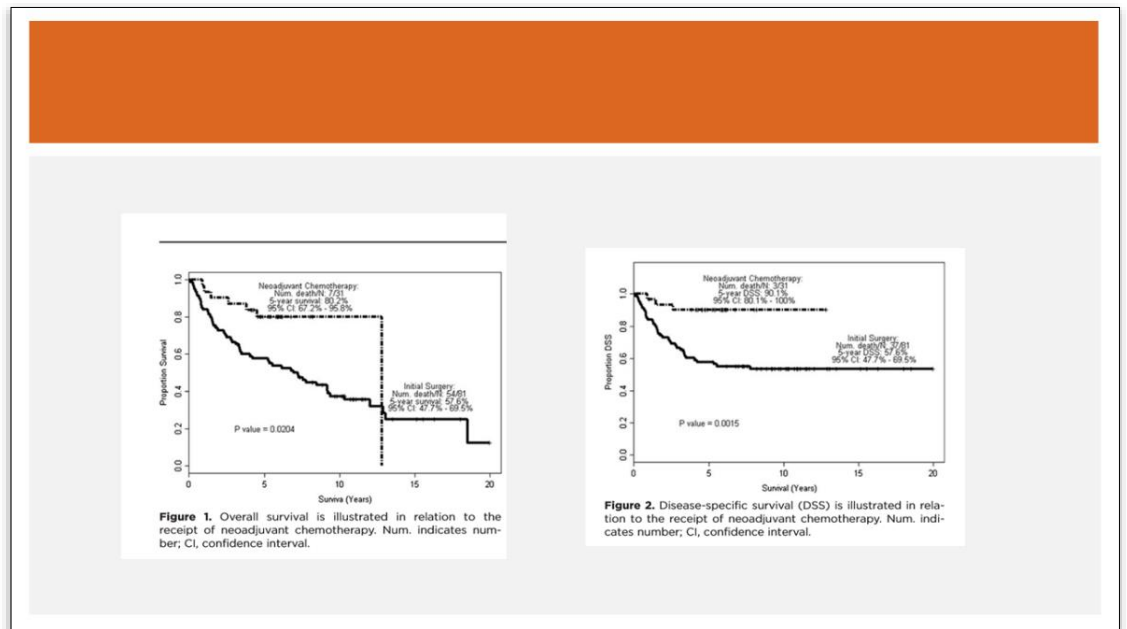 Neoadjuvant Chemotherapy:
Num. death/N: 7/31
5-year survival: 80.2%
95% CI: 67.2% - 95.8%
Initial Surgery:
Num. death/N: 54/81
5-year survival: 57.6%
95% CI: 47.7% - 69.5%
P value = 0.0204
Proportion Survival
0.0
0.2
0.4
0.6
0.8
1.0
0 5 10 15 20
Surviva (Years)
Figure 1. Overall survival is illustrated in relation to the
receipt of neoadjuvant chemotherapy. Num. indicates num-
ber; CI, confidence interval.
Neoadjuvant Chemotherapy:
Num. death/N: 3/31
5-year DSS: 90.1%
95% CI: 80.1% - 100%
Initial Surgery:
Num. death/N: 37/81
5-year DSS: 57.6%
95% CI: 47.7% - 69.5%
P value = 0.0015
Proportion DSS
0.0
0.2
0.4
0.6
0.8
1.0
0 5 10 15 20
Survival (Years)
Figure 2. Disease-specific survival (DSS) is illustrated in rela-
tion to the receipt of neoadjuvant chemotherapy. Num. indi-
cates number; CI, confidence interval.